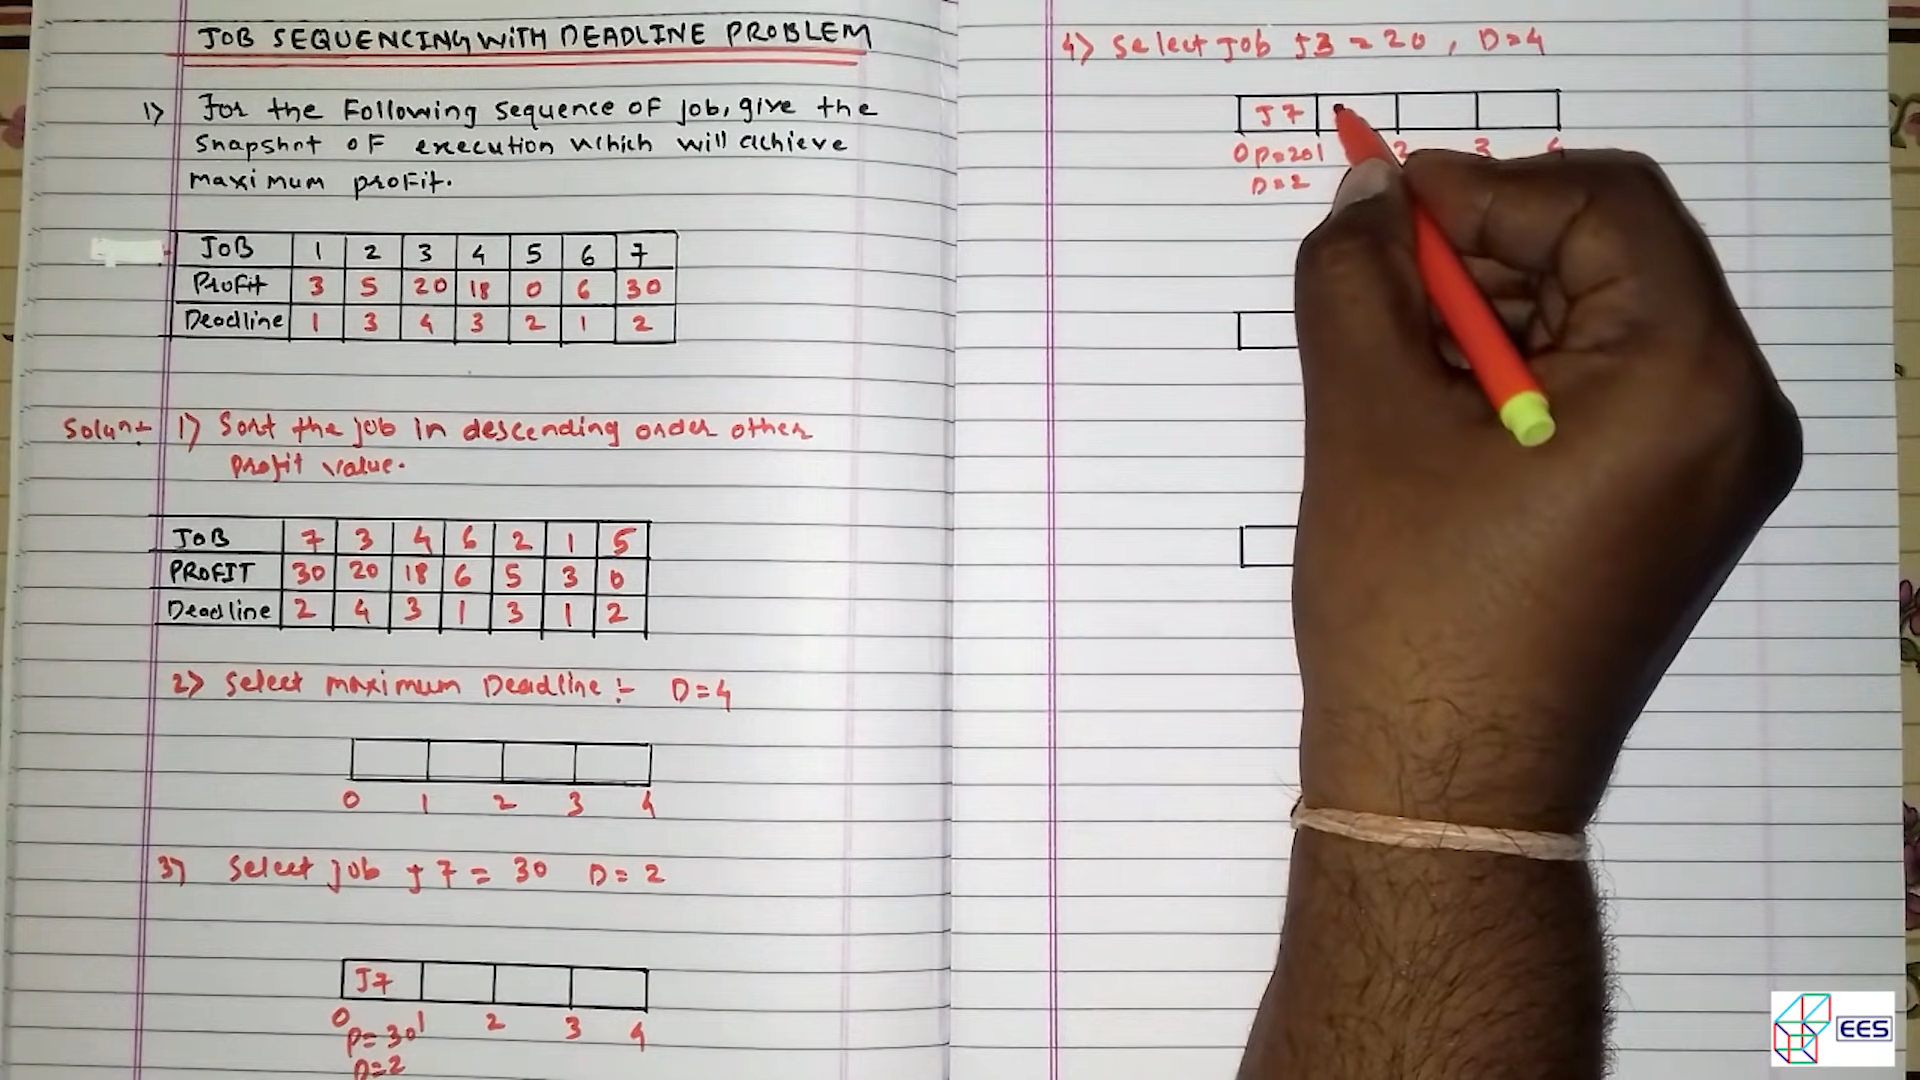 JOB SEQUENCING WITH DEADLINE PROBLEM
1) For the Following sequence of job, give the
snapshot of execution which will achieve
maximum profit.
JOB 1 2 3 4 5 6 7
Profit 3 5 20 18 0 6 30
Deadline 1 3 4 3 2 1 2
Soln:- 1) Sort the job in descending order other
profit value.
JOB 7 3 4 6 2 1 5
PROFIT 30 20 18 6 5 3 0
Deadline 2 4 3 1 3 1 2
2) Select maximum Deadline :- D=4
0 1 2 3 4
3) Select job J7 = 30 D=2
J7
0 1 2 3 4
P=30
D=2
4) Select Job J3 = 20, D=4
J7
0 P=20 1 2 3 4
D=2
EES